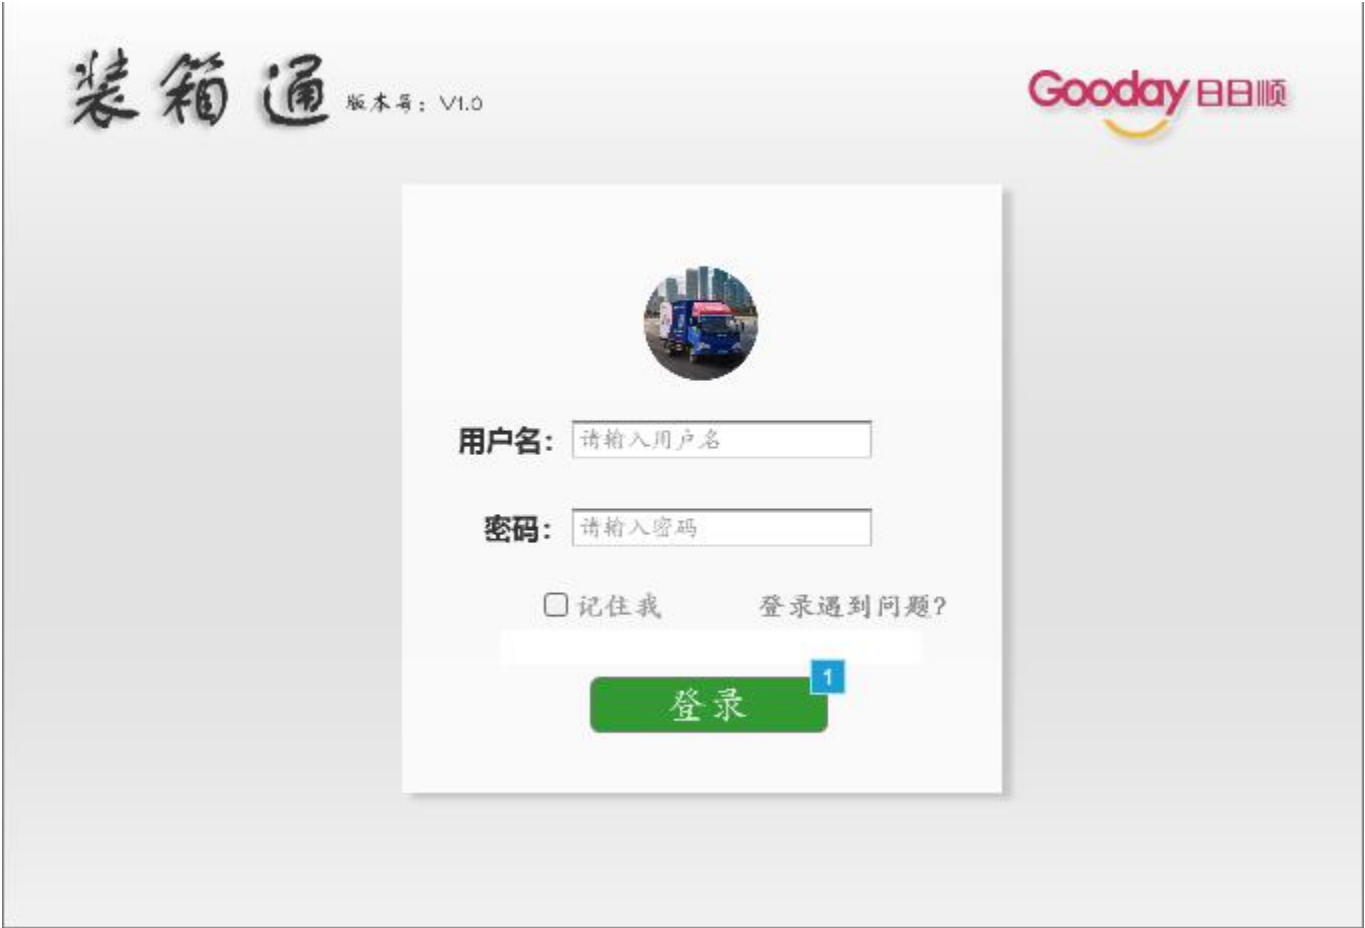 装箱通 版本号：V1.0
Gooday 日日顺
用户名： 请输入用户名
密码： 请输入密码
记住我 登录遇到问题?
1
登录